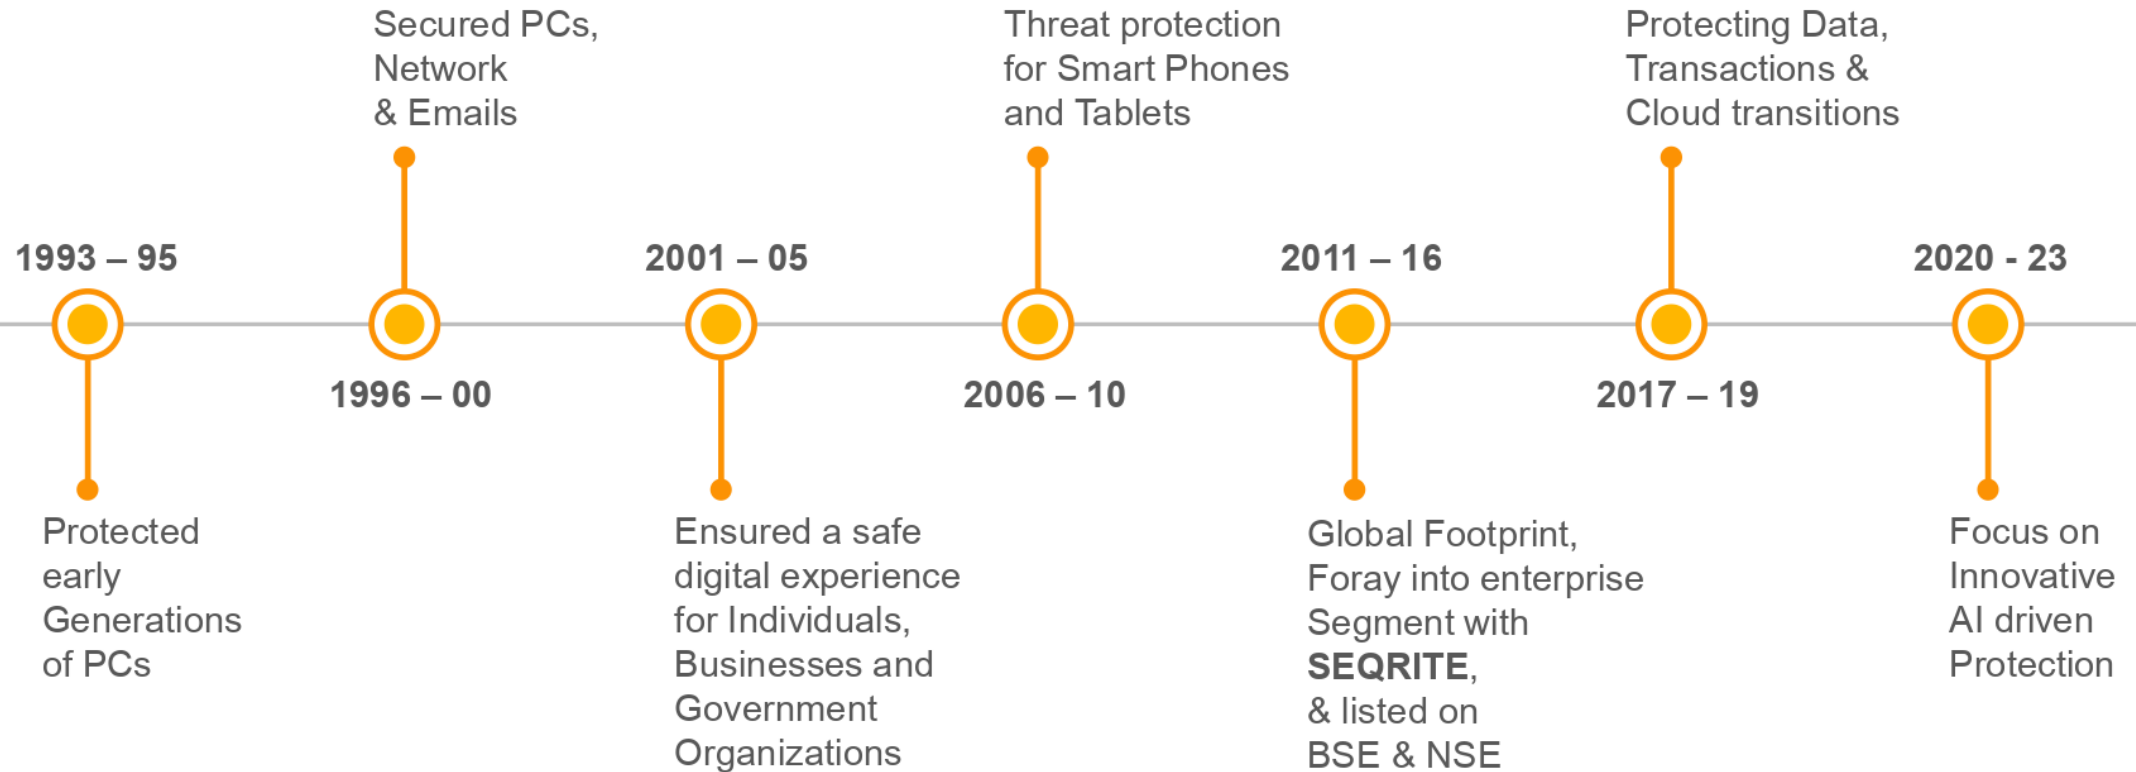 1993 – 95
Protected
early
Generations
of PCs
Secured PCs,
Network
& Emails
1996 – 00
2001 – 05
Ensured a safe
digital experience
for Individuals,
Businesses and
Government
Organizations
Threat protection
for Smart Phones
and Tablets
2006 – 10
2011 – 16
Global Footprint,
Foray into enterprise
Segment with
SEQRITE,
& listed on
BSE & NSE
Protecting Data,
Transactions &
Cloud transitions
2017 – 19
2020 - 23
Focus on
Innovative
AI driven
Protection